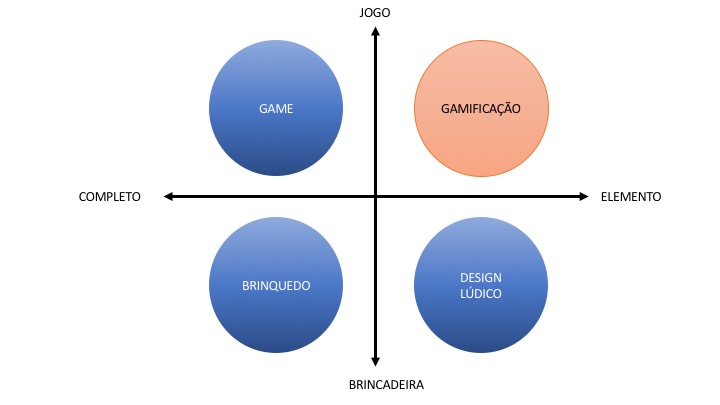 JOGO
GAME
GAMIFICAÇÃO
COMPLETO
ELEMENTO
BRINQUEDO
DESIGN
LÚDICO
BRINCADEIRA